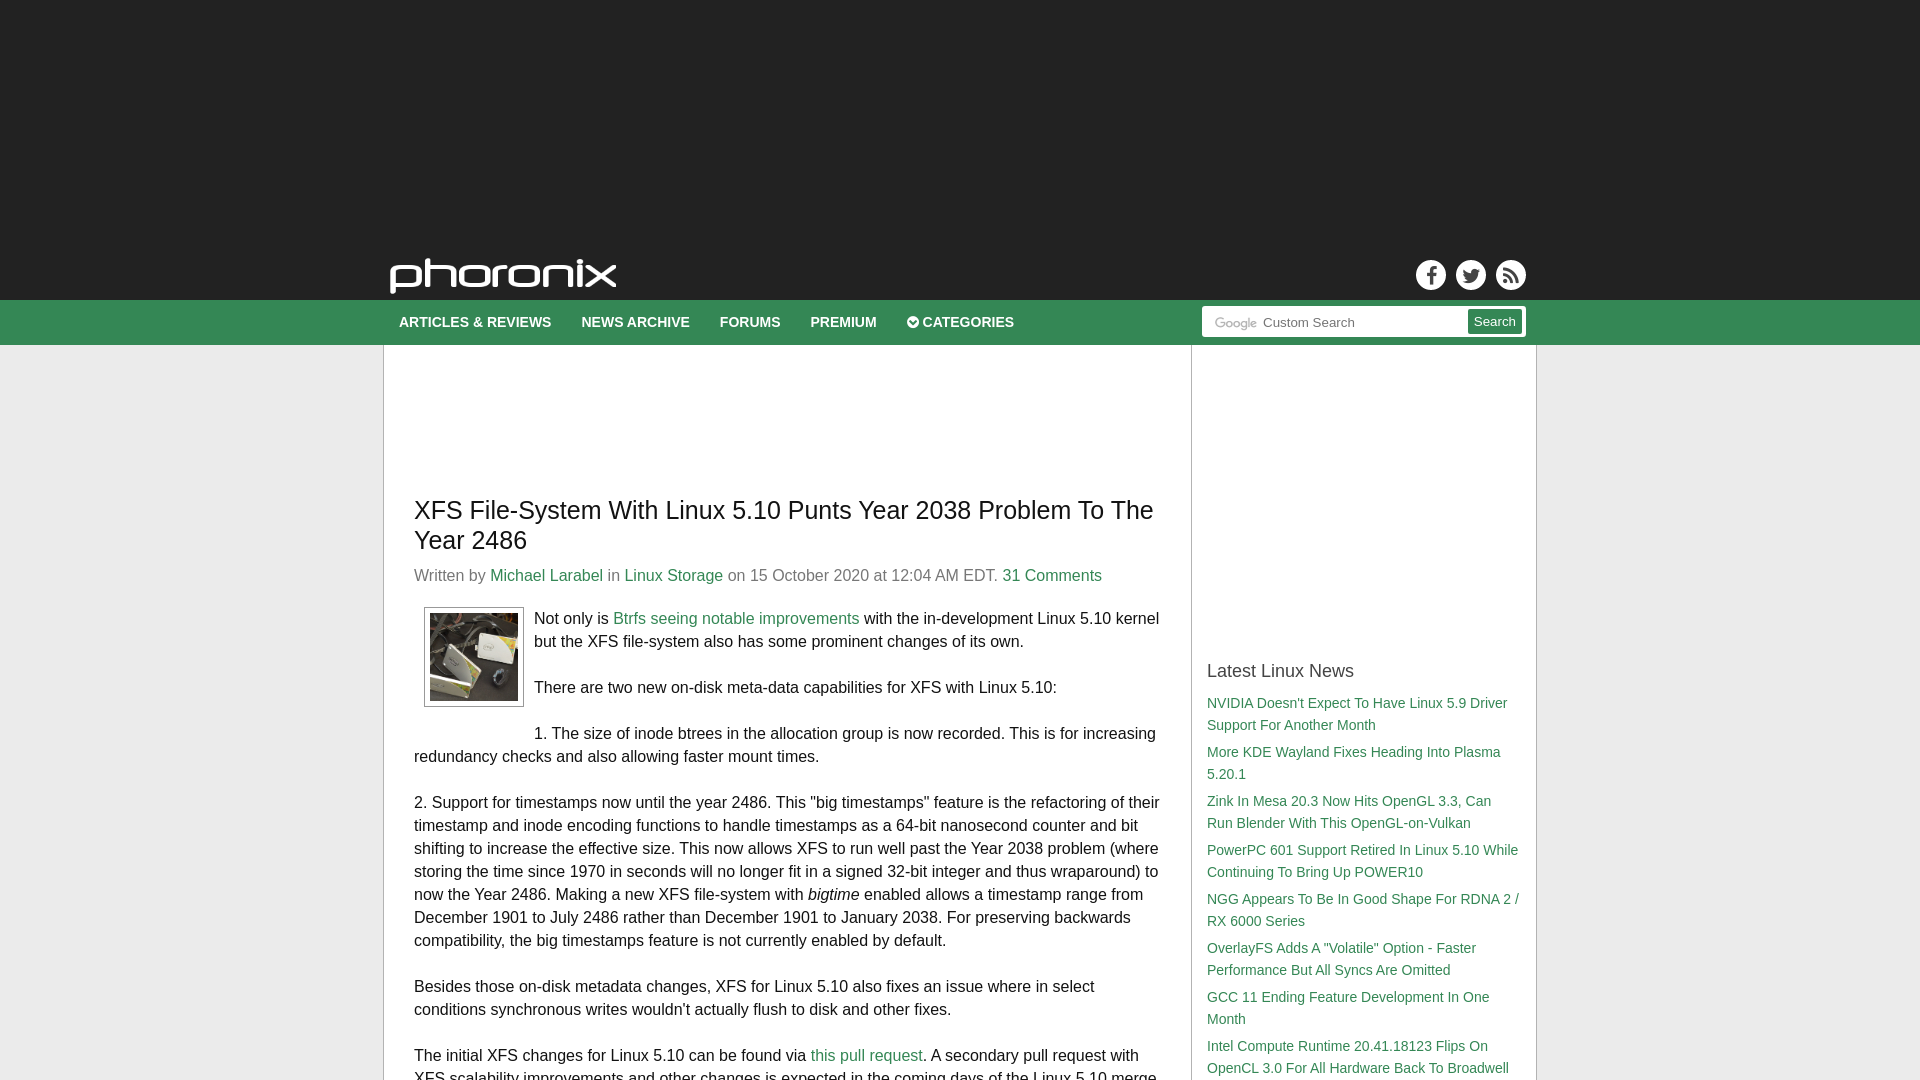 phoronix
ARTICLES & REVIEWS NEWS ARCHIVE FORUMS PREMIUM CATEGORIES
Google Custom Search Search
XFS File-System With Linux 5.10 Punts Year 2038 Problem To The
Year 2486
Written by Michael Larabel in Linux Storage on 15 October 2020 at 12:04 AM EDT. 31 Comments
Not only is Btrfs seeing notable improvements with the in-development Linux 5.10 kernel
but the XFS file-system also has some prominent changes of its own.
There are two new on-disk meta-data capabilities for XFS with Linux 5.10:
1. The size of inode btrees in the allocation group is now recorded. This is for increasing
redundancy checks and also allowing faster mount times.
2. Support for timestamps now until the year 2486. This "big timestamps" feature is the refactoring of their
timestamp and inode encoding functions to handle timestamps as a 64-bit nanosecond counter and bit
shifting to increase the effective size. This now allows XFS to run well past the Year 2038 problem (where
storing the time since 1970 in seconds will no longer fit in a signed 32-bit integer and thus wraparound) to
now the Year 2486. Making a new XFS file-system with bigtime enabled allows a timestamp range from
December 1901 to July 2486 rather than December 1901 to January 2038. For preserving backwards
compatibility, the big timestamps feature is not currently enabled by default.
Besides those on-disk metadata changes, XFS for Linux 5.10 also fixes an issue where in select
conditions synchronous writes wouldn't actually flush to disk and other fixes.
The initial XFS changes for Linux 5.10 can be found via this pull request. A secondary pull request with
XFS scalability improvements and other changes is expected in the coming days of the Linux 5.10 merge
Latest Linux News
NVIDIA Doesn't Expect To Have Linux 5.9 Driver
Support For Another Month
More KDE Wayland Fixes Heading Into Plasma
5.20.1
Zink In Mesa 20.3 Now Hits OpenGL 3.3, Can
Run Blender With This OpenGL-on-Vulkan
PowerPC 601 Support Retired In Linux 5.10 While
Continuing To Bring Up POWER10
NGG Appears To Be In Good Shape For RDNA 2 /
RX 6000 Series
OverlayFS Adds A "Volatile" Option - Faster
Performance But All Syncs Are Omitted
GCC 11 Ending Feature Development In One
Month
Intel Compute Runtime 20.41.18123 Flips On
OpenCL 3.0 For All Hardware Back To Broadwell